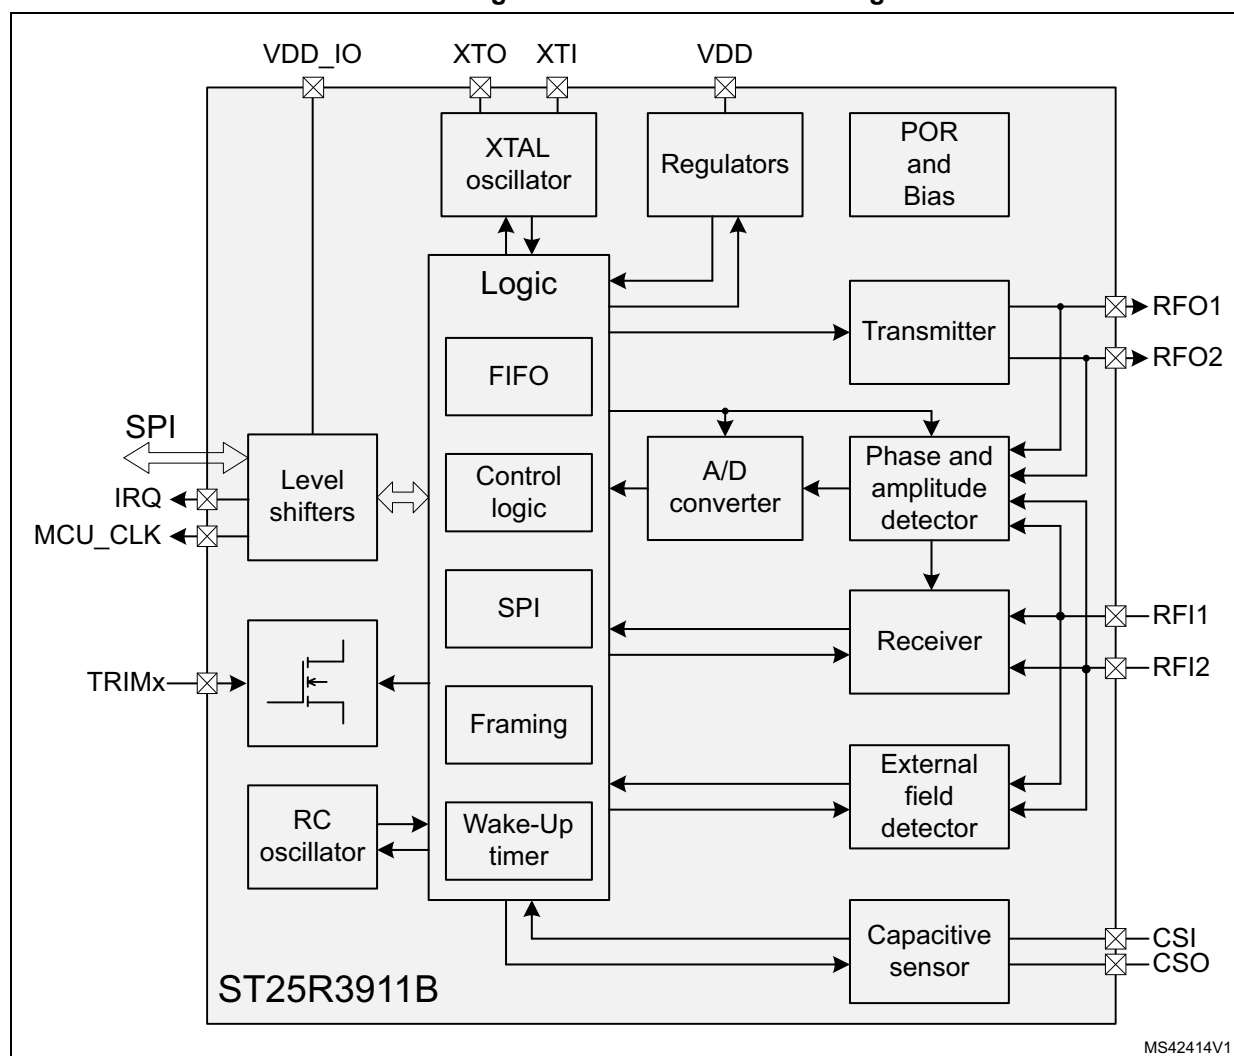 VDD_IO
XTO
XTI
VDD
XTAL
oscillator
Regulators
POR
and
Bias
Logic
FIFO
Control
logic
SPI
Framing
Wake-Up
timer
Transmitter
RFO1
RFO2
SPI
IRQ
MCU_CLK
Level
shifters
A/D
converter
Phase and
amplitude
detector
Receiver
RFI1
RFI2
TRIMx
RC
oscillator
External
field
detector
Capacitive
sensor
CSI
CSO
ST25R3911B
MS42414V1